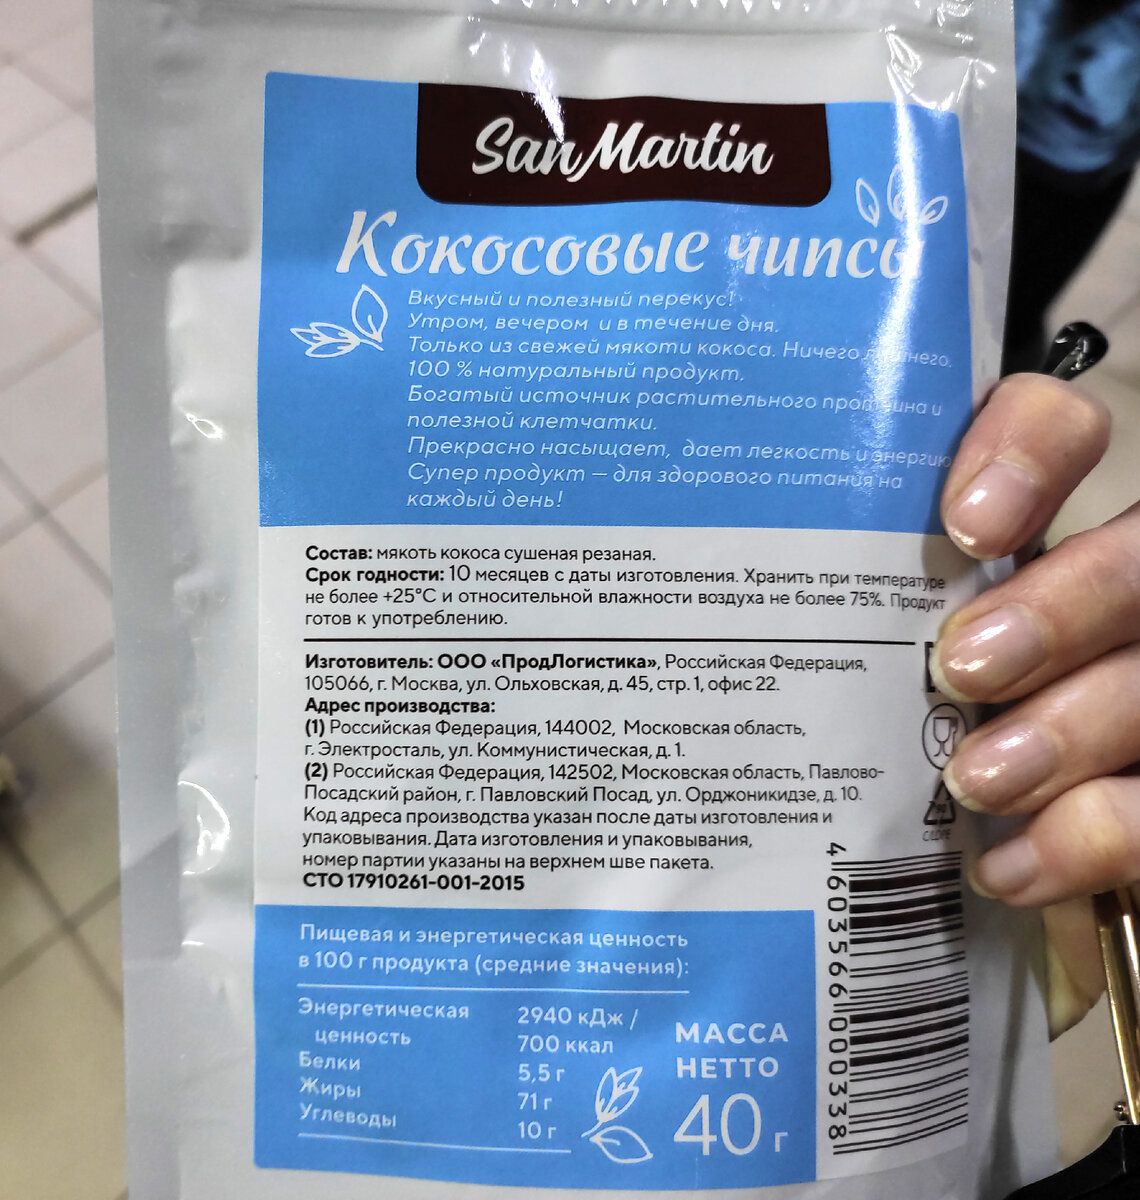 San Martin
Кокосовые чипсы
Вкусный и полезный перекус!
Утром, вечером и в течение дня.
Только из свежей мякоти кокоса. Ничего лишнего.
100 % натуральный продукт.
Богатый источник растительного протеина и
полезной клетчатки.
Прекрасно насыщает, дает легкость и энергию
Супер продукт — для здорового питания на
каждый день!
Состав: мякоть кокоса сушеная резаная.
Срок годности: 10 месяцев с даты изготовления. Хранить при температуре
не более +25°С и относительной влажности воздуха не более 75%. Продукт
готов к употреблению.
Изготовитель: ООО «ПродЛогистика», Российская Федерация,
105066, г. Москва, ул. Ольховская, д. 45, стр. 1, офис 22.
Адрес производства:
(1) Российская Федерация, 144002, Московская область,
г. Электросталь, ул. Коммунистическая, д. 1.
(2) Российская Федерация, 142502, Московская область, Павлово-
Посадский район, г. Павловский Посад, ул. Орджоникидзе, д. 10.
Код адреса производства указан после даты изготовления и
упаковывания. Дата изготовления и упаковывания,
номер партии указаны на верхнем шве пакета.
СТО 17910261-001-2015
C/LDPE
4 603566 000338
Пищевая и энергетическая ценность
в 100 г продукта (средние значения):
Энергетическая 2940 кДж /
ценность 700 ккал
Белки 5,5 г
Жиры 71 г
Углеводы 10 г
МАССА
НЕТТО
40 г